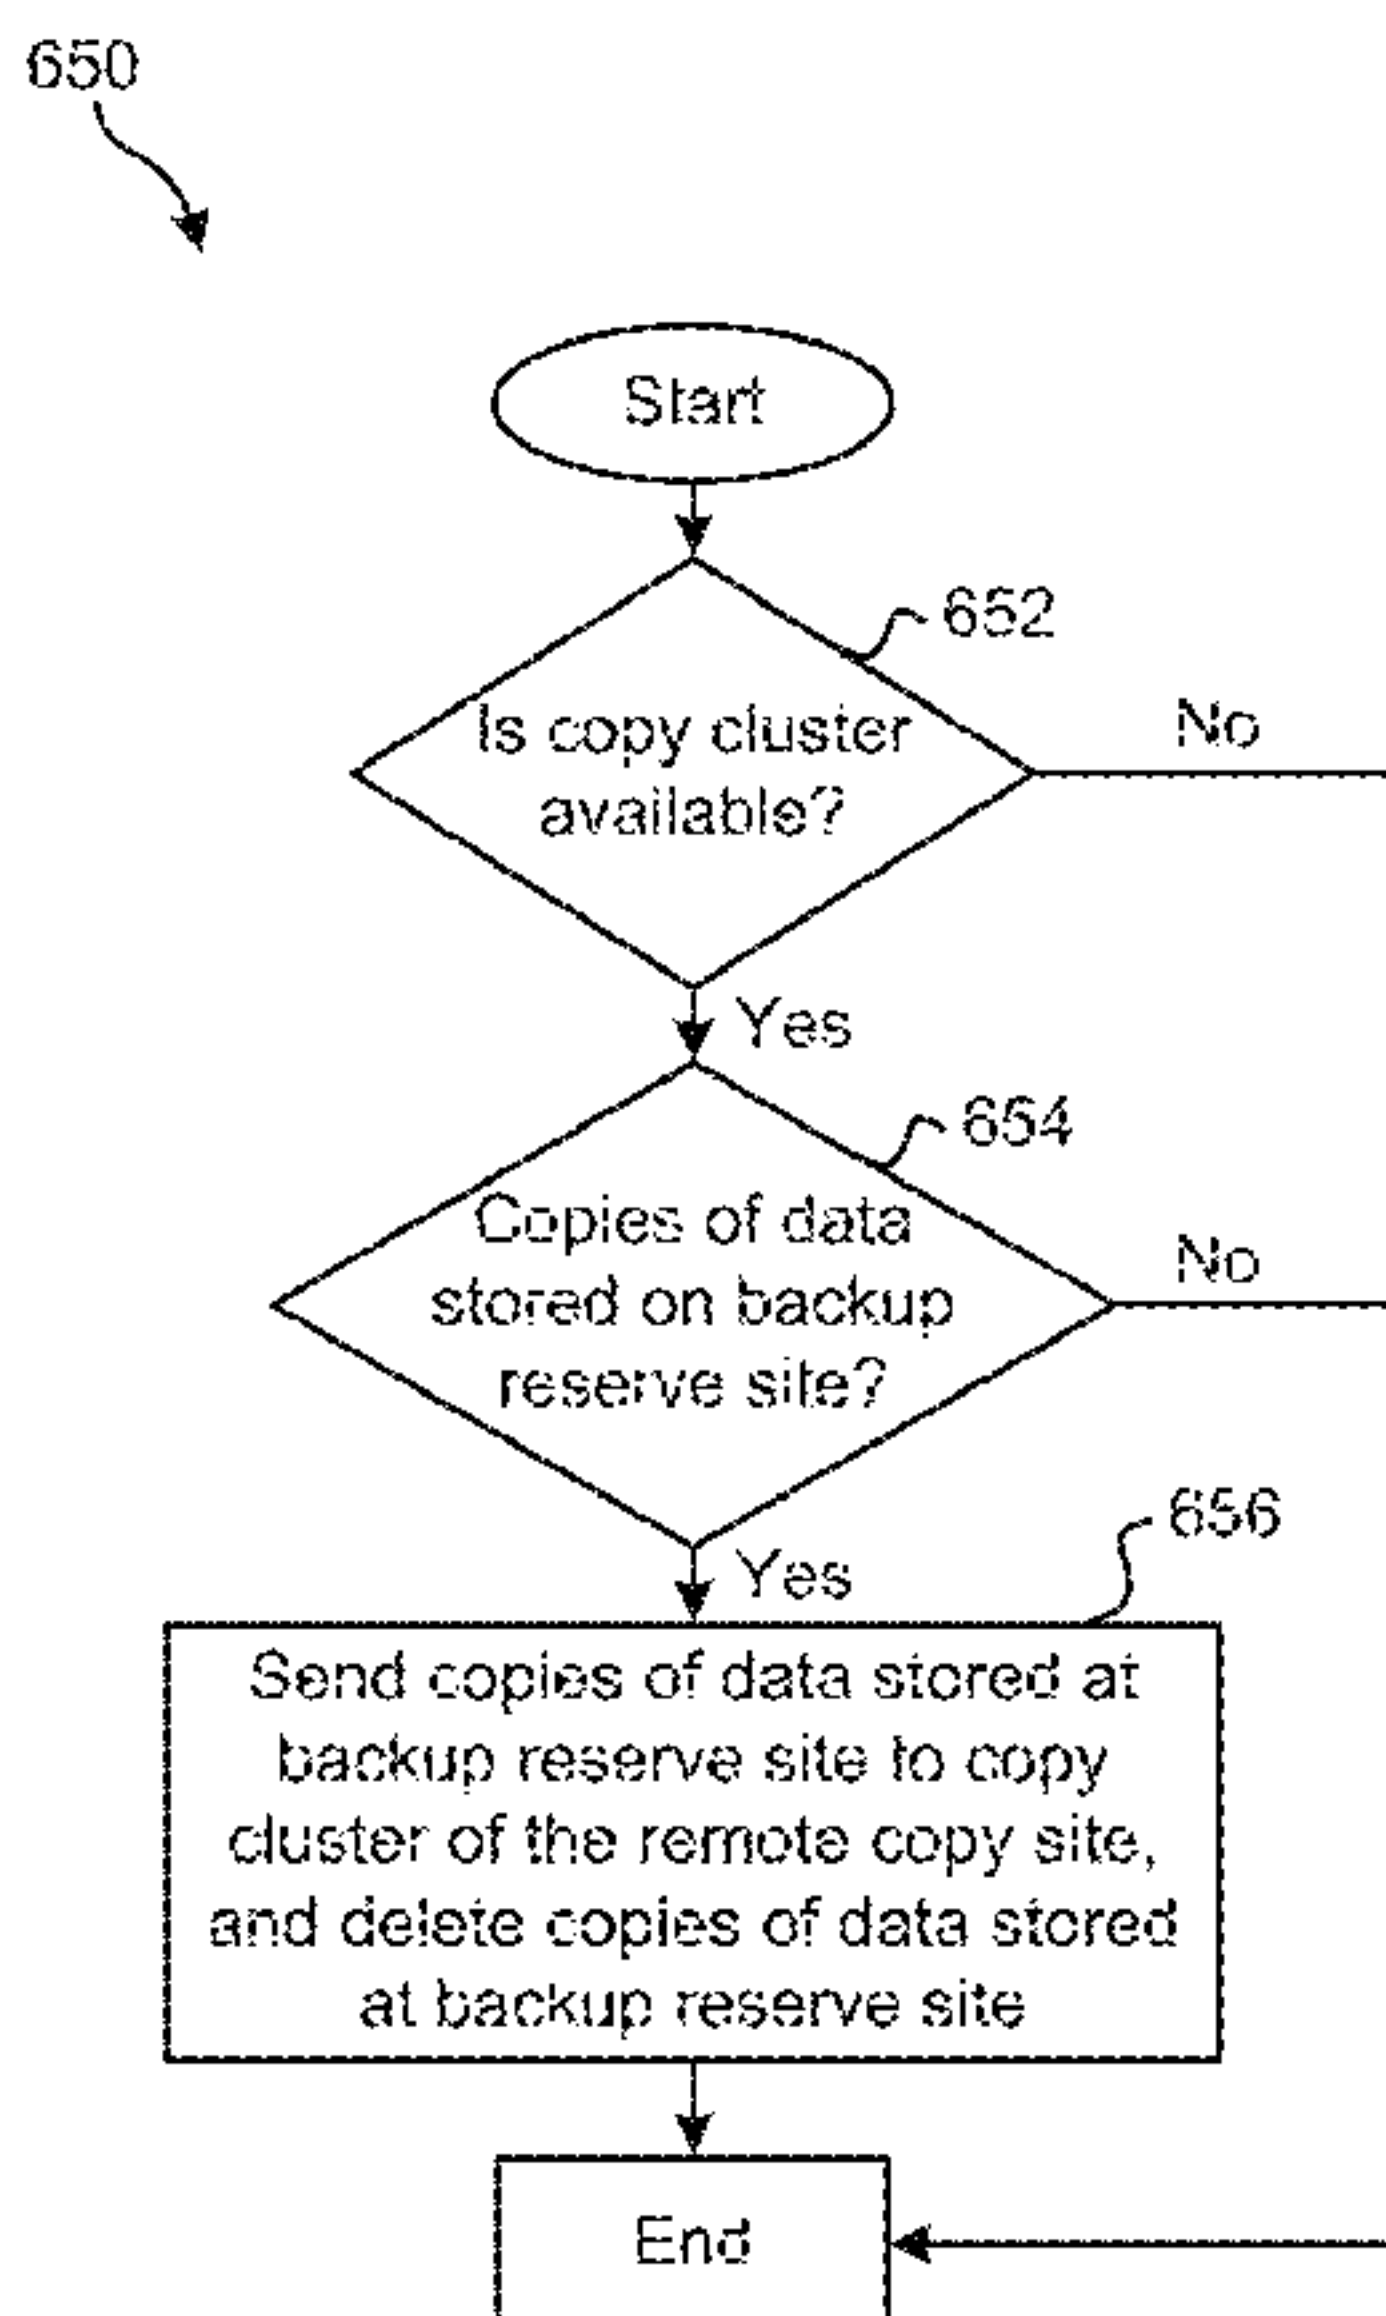 650
Start
652
Is copy cluster
available?
No
Yes
654
Copies of data
stored on backup
reserve site?
No
Yes
656
Send copies of data stored at
backup reserve site to copy
cluster of the remote copy site,
and delete copies of data stored
at backup reserve site
End